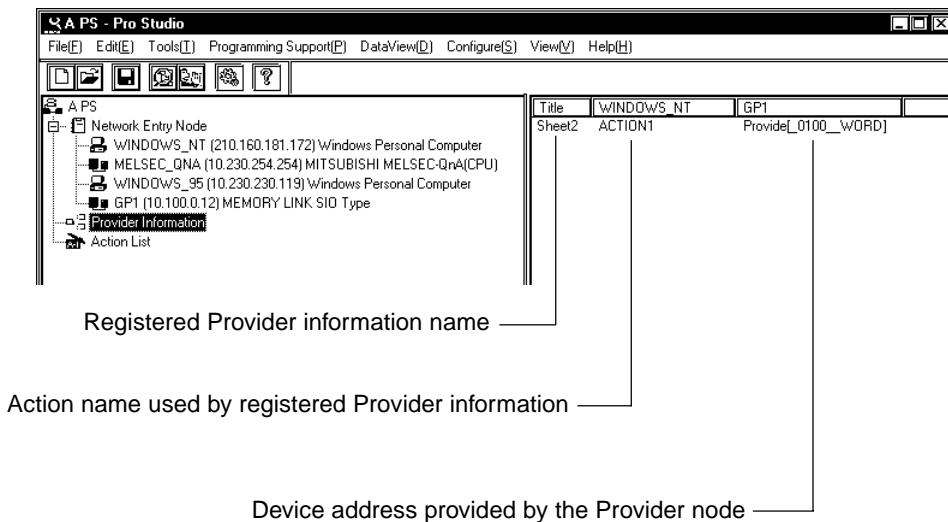 A PS - Pro Studio
File(F) Edit(E) Tools(T) Programming Support(P) DataView(D) Configure(S) View(V) Help(H)
A PS
Network Entry Node
WINDOWS_NT (210.160.181.172) Windows Personal Computer
MELSEC_QNA (10.230.254.254) MITSUBISHI MELSEC-QnA(CPU)
WINDOWS_95 (10.230.230.119) Windows Personal Computer
GP1 (10.100.0.12) MEMORY LINK SIO Type
Provider Information
Action List
Title WINDOWS_NT GP1
Sheet2 ACTION1 Provide[_0100__WORD]
Registered Provider information name
Action name used by registered Provider information
Device address provided by the Provider node